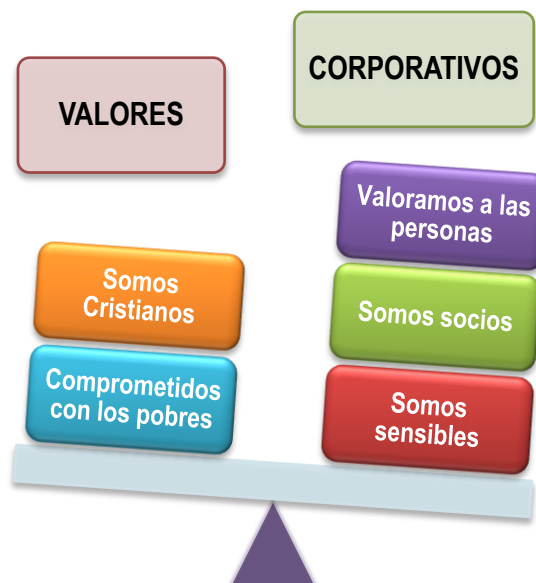 VALORES
CORPORATIVOS
Somos
Cristianos
Comprometidos
con los pobres
Valoramos a las
personas
Somos socios
Somos
sensibles